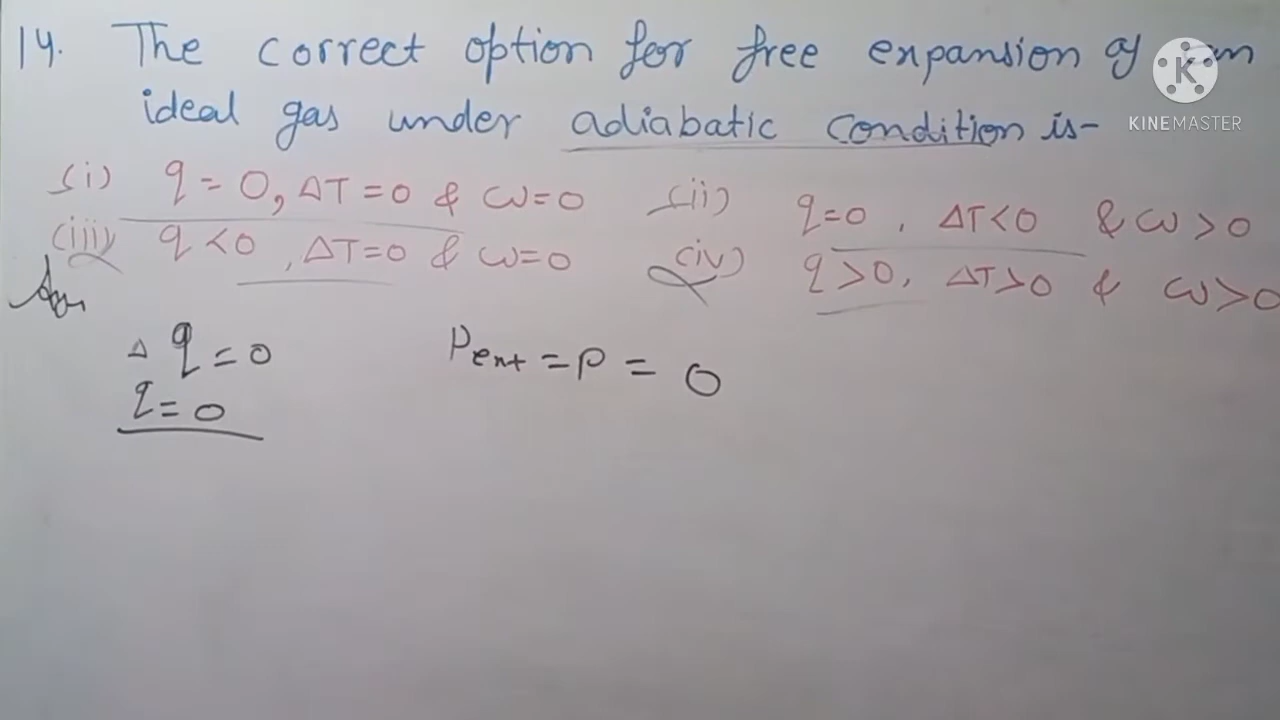 14. The correct option for free expansion of an
KINEMASTER
ideal gas under adiabatic condition is-
(i) q = 0, ΔT = 0 & ω = 0 (ii) q = 0, ΔT < 0 & ω > 0
(iii) q < 0, ΔT = 0 & ω = 0 (iv) q > 0, ΔT > 0 & ω > 0
Ans
Δ q = 0 Pext = P = 0
q = 0